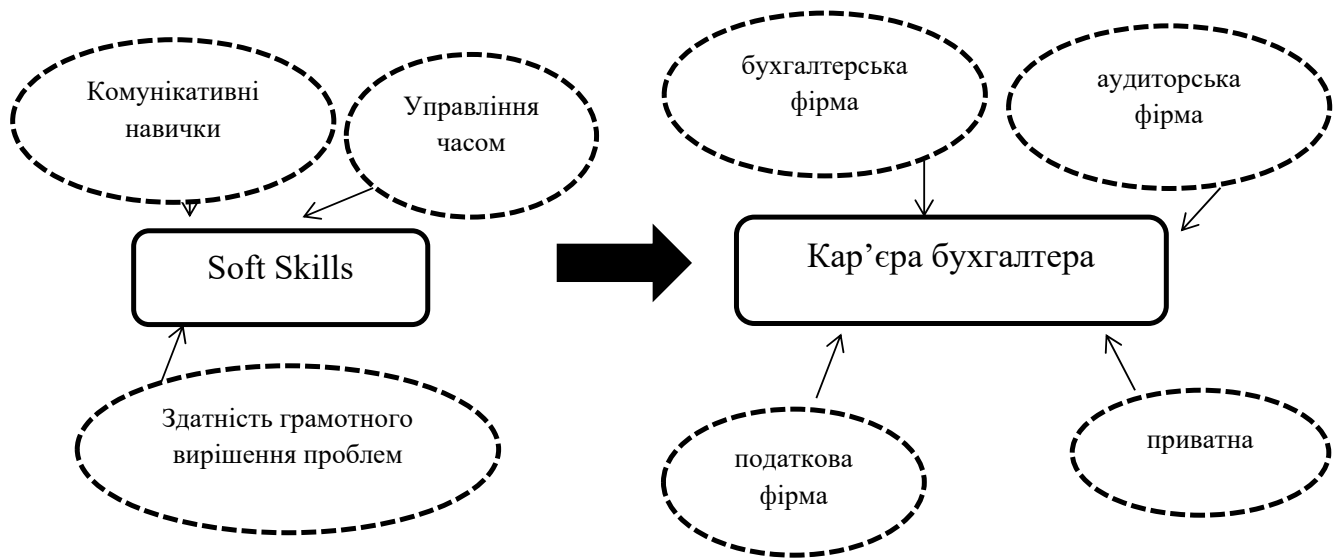 Комунікативні
навички
Управління
часом
бухгалтерська
фірма
аудиторська
фірма
Soft Skills
Кар’єра бухгалтера
Здатність грамотного
вирішення проблем
податкова
фірма
приватна